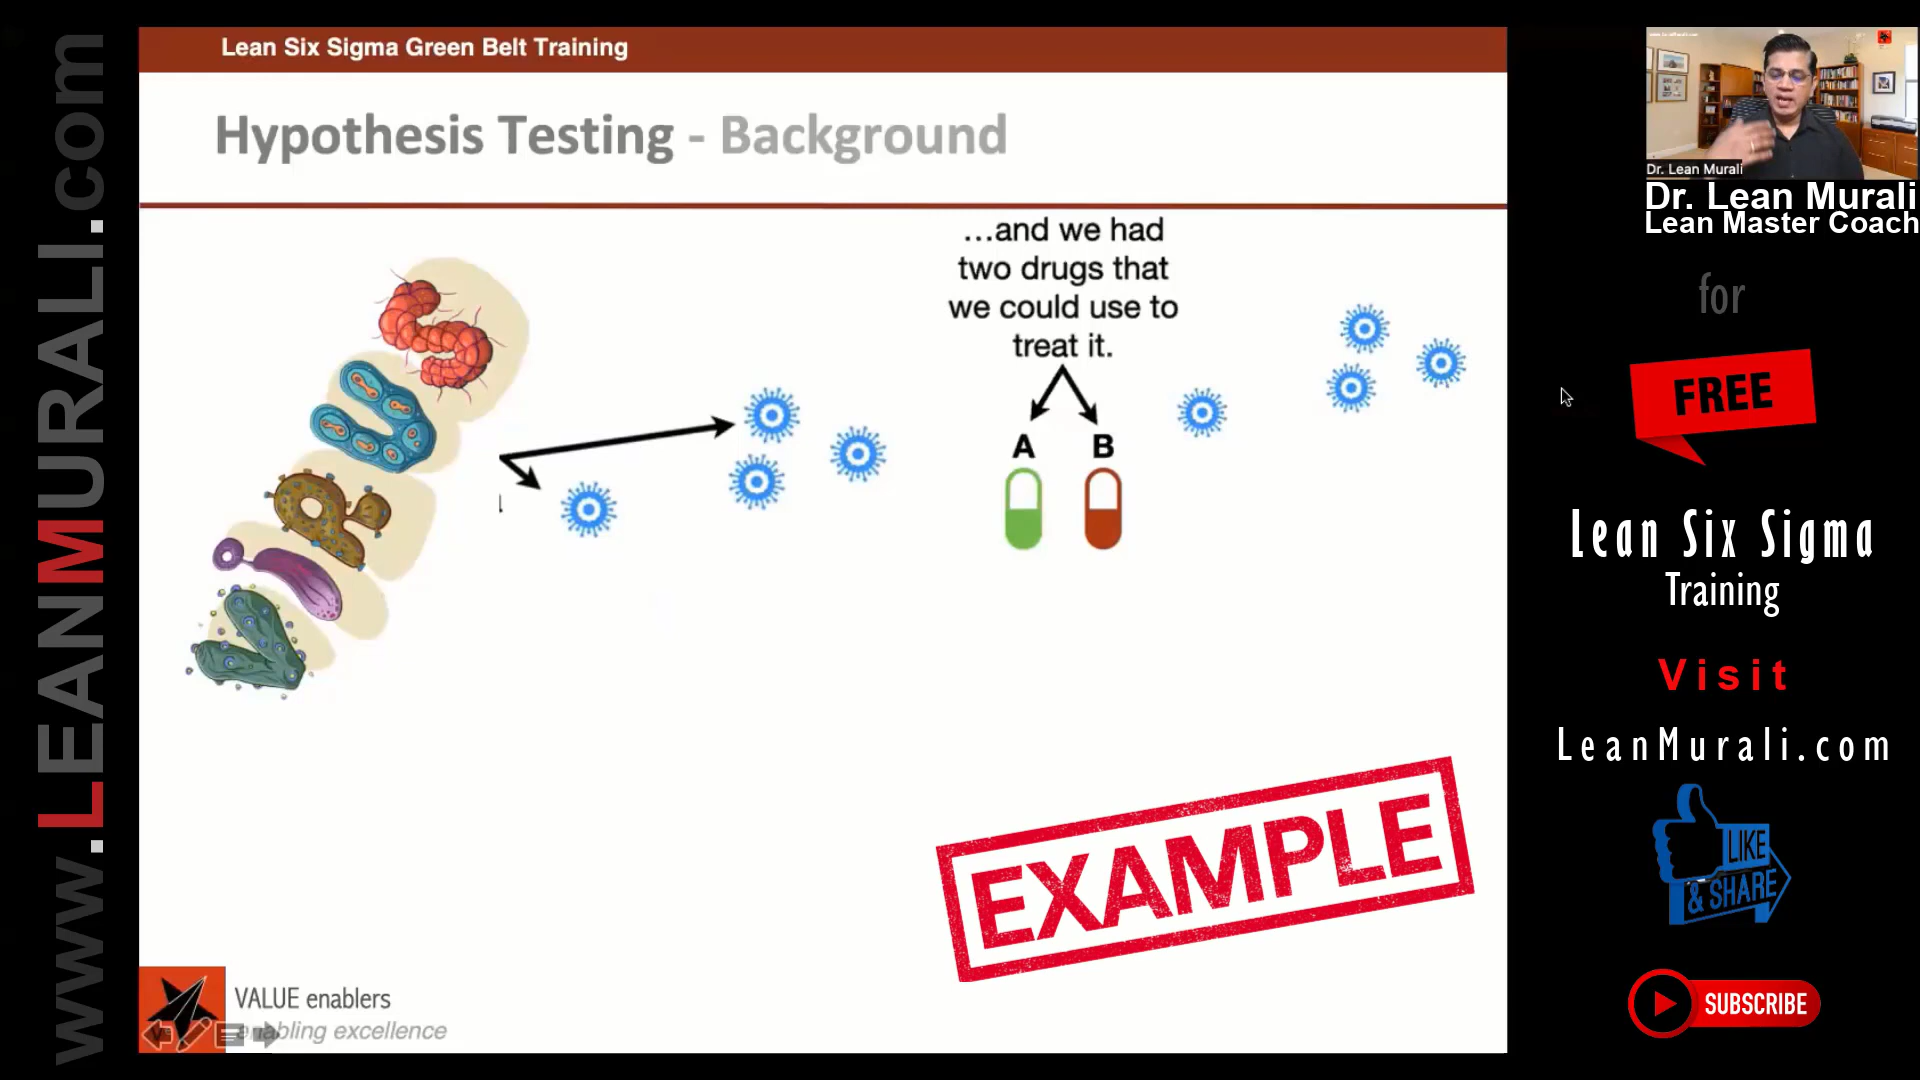 www.LEANMURALI.com
Lean Six Sigma Green Belt Training
Hypothesis Testing - Background
...and we had
two drugs that
we could use to
treat it.
A B
VIRUS
EXAMPLE
VALUE enablers
enabling excellence
Dr. Lean Murali
Dr. Lean Murali
Lean Master Coach
for
FREE
Lean Six Sigma
Training
Visit
LeanMurali.com
LIKE
& SHARE
SUBSCRIBE